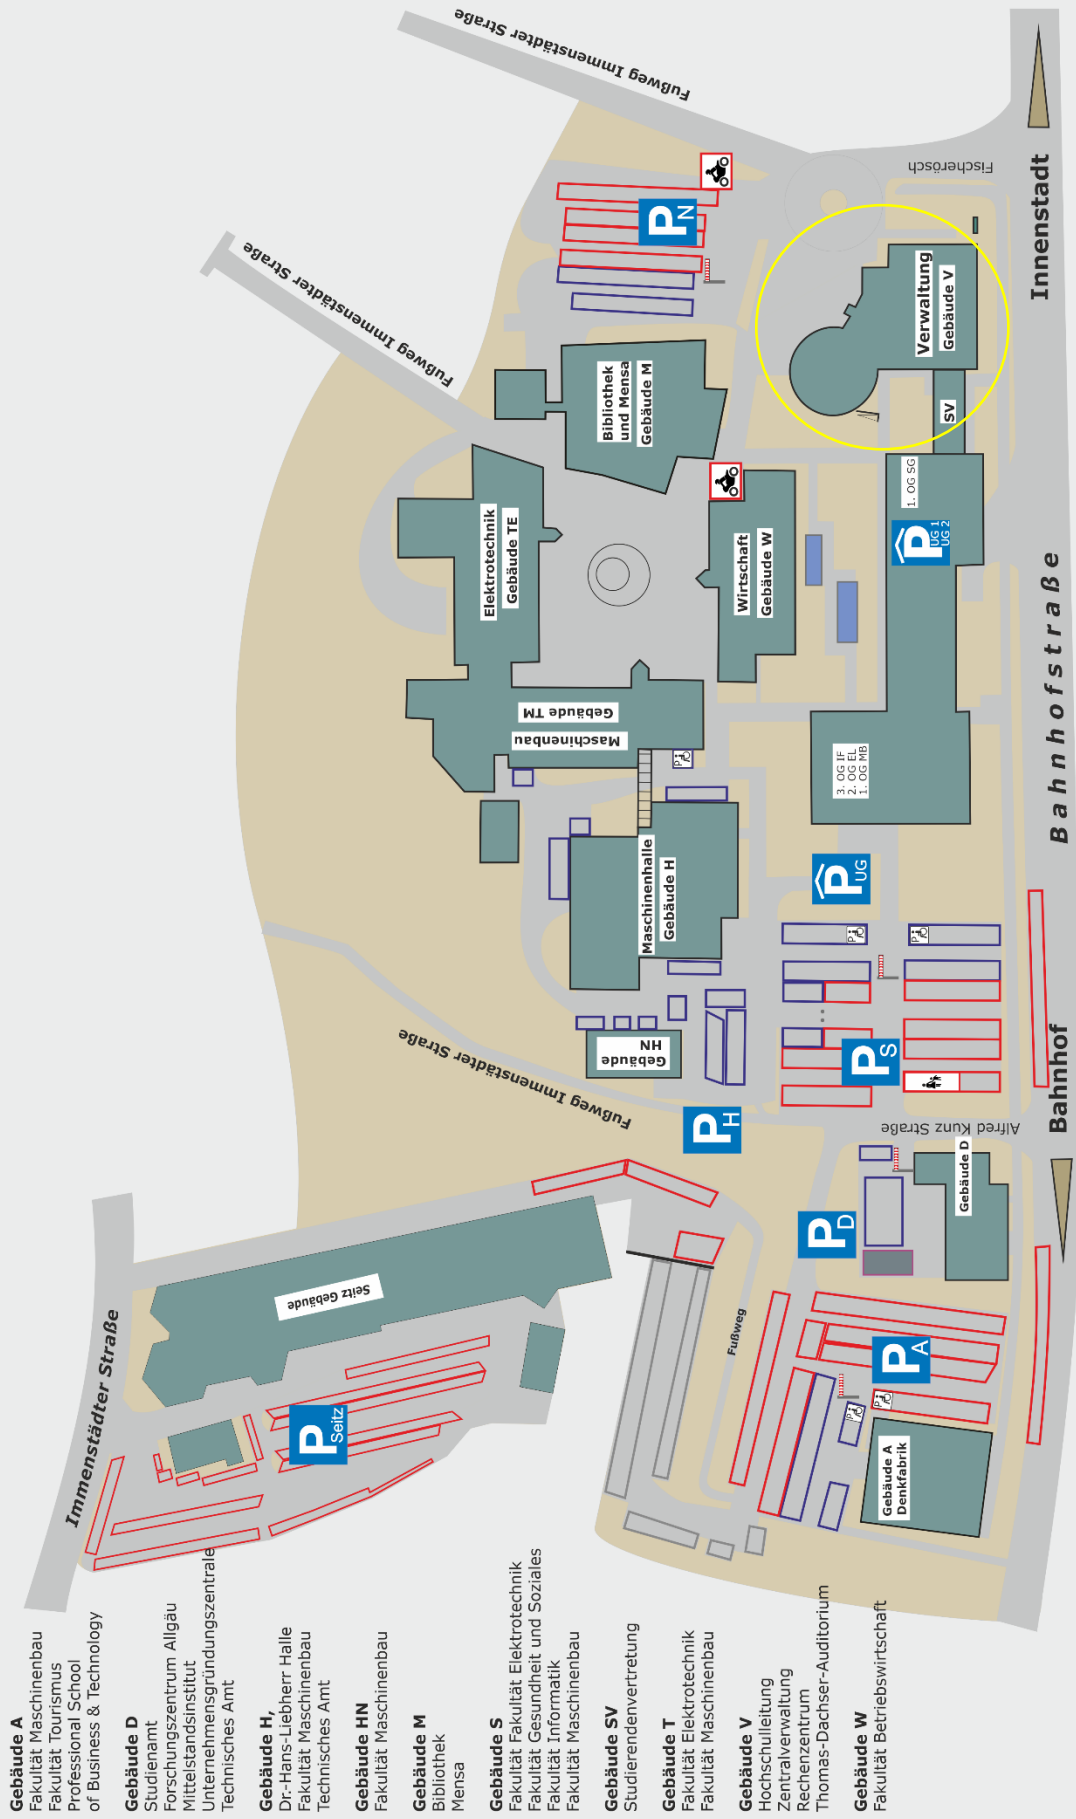 Gebäude A
Fakultät Maschinenbau
Fakultät Tourismus
Professional School
of Business & Technology
Gebäude D
Studienamt
Forschungszentrum Allgäu
Mittelstandsinstitut
Unternehmensgründungszentrale
Technisches Amt
Gebäude H,
Dr.-Hans-Liebherr Halle
Fakultät Maschinenbau
Technisches Amt
Gebäude HN
Fakultät Maschinenbau
Gebäude M
Bibliothek
Mensa
Gebäude S
Fakultät Fakultät Elektrotechnik
Fakultät Gesundheit und Soziales
Fakultät Informatik
Fakultät Maschinenbau
Gebäude SV
Studierendenvertretung
Gebäude T
Fakultät Elektrotechnik
Fakultät Maschinenbau
Gebäude V
Hochschulleitung
Zentralverwaltung
Rechenzentrum
Thomas-Dachser-Auditorium
Gebäude W
Fakultät Betriebswirtschaft
Immenstädter Straße
Seitz Gebäude
P Seitz
Fußweg
Gebäude A
Denkfabrik
P A
P
P
P D
Gebäude D
Alfred Kunz Straße
Bahnhof
P H
P S
Fußweg Immenstädter Straße
Gebäude
HN
Maschinenhalle
Gebäude H
P UG
P
P
P
Maschinenbau
Gebäude TM
3. OG IF
2. OG EL
1. OG MB
Bahnhofstraße
Elektrotechnik
Gebäude TE
Wirtschaft
Gebäude W
P UG 1
UG 2
1. OG SG
SV
Bibliothek
und Mensa
Gebäude M
Fußweg Immenstädter Straße
Verwaltung
Gebäude V
P N
Fußweg Immenstädter Straße
Fischerösch
Innenstadt